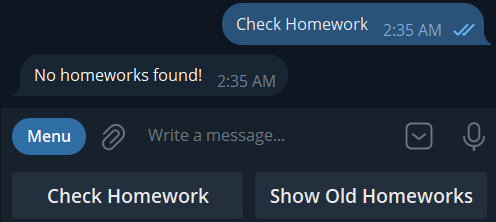 Check Homework 2:35 AM
No homeworks found! 2:35 AM
Menu Write a message...
Check Homework Show Old Homeworks